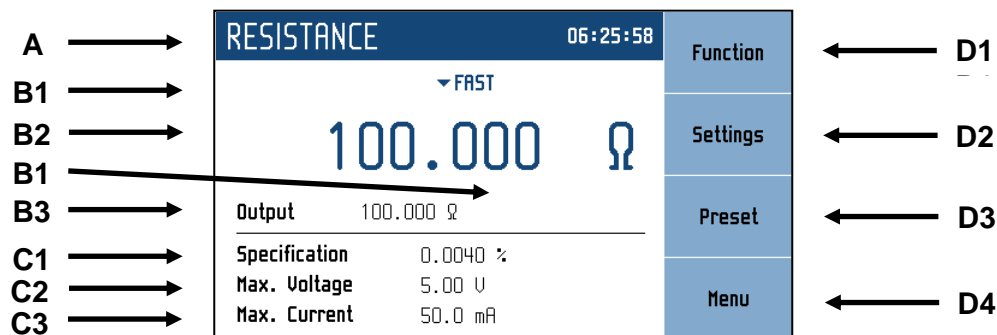 A RESISTANCE 06:25:58 Function D1
B1 FAST
B2 100.000 Ω Settings D2
B1
B3 Output 100.000 Ω Preset D3
C1 Specification 0.0040 %
C2 Max. Voltage 5.00 V Menu D4
C3 Max. Current 50.0 mA